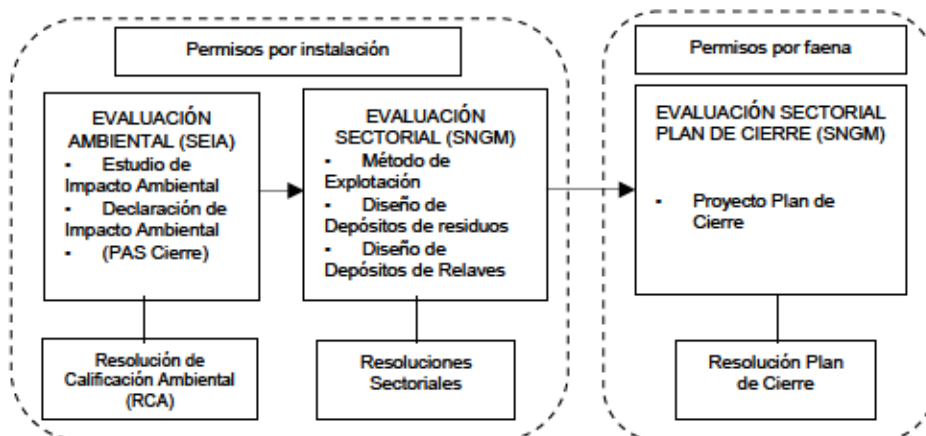 Permisos por instalación
EVALUACIÓN
AMBIENTAL (SEIA)
▪ Estudio de
Impacto Ambiental
▪ Declaración de
Impacto Ambiental
▪ (PAS Cierre)
Resolución de
Calificación Ambiental
(RCA)
EVALUACIÓN
SECTORIAL (SNGM)
▪ Método de
Explotación
▪ Diseño de
Depósitos de residuos
▪ Diseño de
Depósitos de Relaves
Resoluciones
Sectoriales
Permisos por faena
EVALUACIÓN SECTORIAL
PLAN DE CIERRE (SNGM)
▪ Proyecto Plan de
Cierre
Resolución Plan
de Cierre